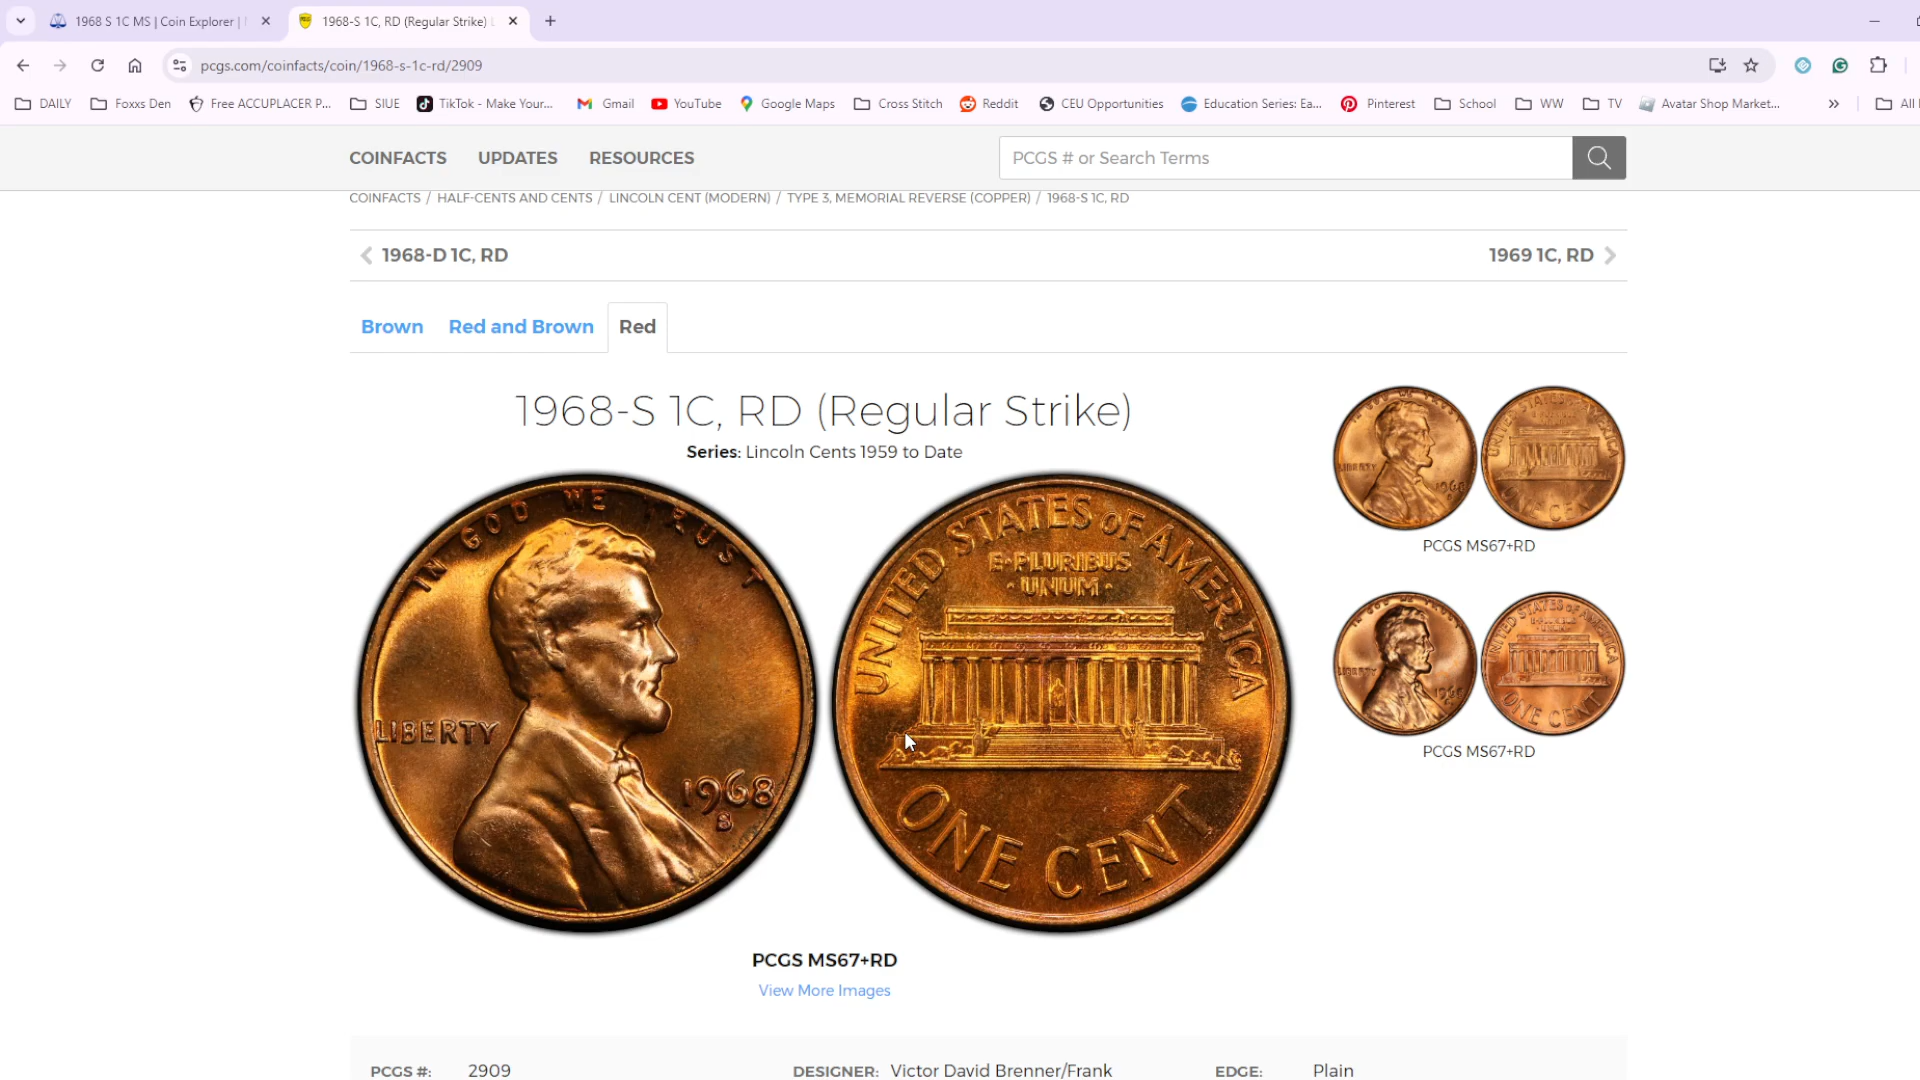 1968 S 1C MS | Coin Explorer |
1968-S 1C, RD (Regular Strike)
pcgs.com/coinfacts/coin/1968-s-1c-rd/2909
DAILY
Foxxs Den
Free ACCUPLACER P...
SIUE
TikTok - Make Your...
Gmail
YouTube
Google Maps
Cross Stitch
Reddit
CEU Opportunities
Education Series: Ea...
Pinterest
School
WW
TV
Avatar Shop Market...
»
All
COINFACTS
UPDATES
RESOURCES
PCGS # or Search Terms
COINFACTS / HALF-CENTS AND CENTS / LINCOLN CENT (MODERN) / TYPE 3, MEMORIAL REVERSE (COPPER) / 1968-S 1C, RD
1968-D 1C, RD
1969 1C, RD
Brown
Red and Brown
Red
1968-S 1C, RD (Regular Strike)
Series: Lincoln Cents 1959 to Date
IN GOD WE TRUST
LIBERTY
1968
S
UNITED STATES OF AMERICA
E·PLURIBUS
·UNUM·
ONE CENT
PCGS MS67+RD
View More Images
PCGS MS67+RD
PCGS MS67+RD
PCGS #: 2909
DESIGNER: Victor David Brenner/Frank
EDGE: Plain